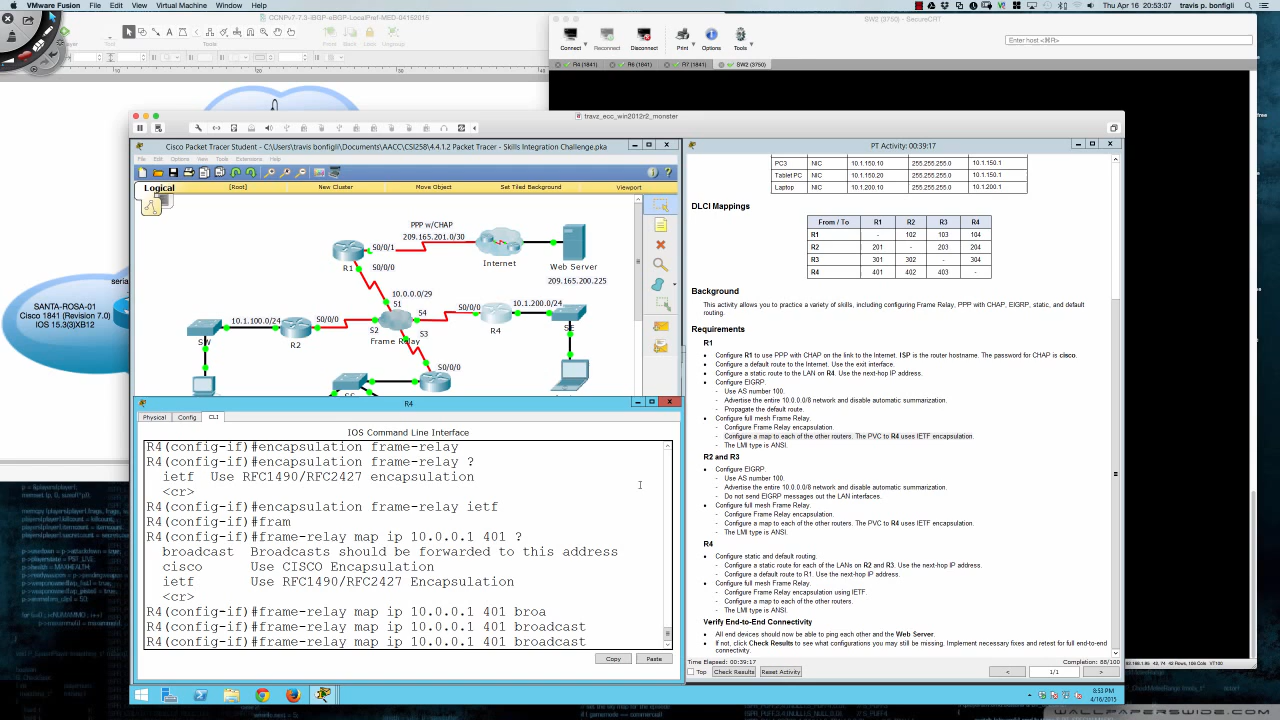 VMware Fusion File Edit View Virtual Machine Window Help
Thu Apr 16 20:53:07 travis p. bonfigli
CCNPv7-7.3-iBGP-eBGP-LocalPref-MED-04152015
SW2 (3750) — SecureCRT
Connect Reconnect Disconnect Print Options Tools
Enter host <⌘R>
R4 (1841) R6 (1841) R7 (1841) SW2 (3750)
travz_ecc_win2012r2_monster
Cisco Packet Tracer Student - C:\Users\travis bonfigli\Documents\AACC\CSI258\4.4.1.2 Packet Tracer - Skills Integration Challenge.pka
File Edit Options View Tools Extensions Help
Logical [Root] New Cluster Move Object Set Tiled Background Viewport
PPP w/CHAP
209.165.201.0/30
S0/0/1
R1
Internet
Web Server
S0/0/0
209.165.200.225
10.0.0.0/29
S1
10.1.200.0/24
10.1.100.0/24
S0/0/0
S4
S0/0/0
S2
S3
R2
R4
Frame Relay
S0/0/0
SANTA-ROSA-01
Cisco 1841 (Revision 7.0)
IOS 15.3(3)XB12
R4
Physical Config CLI
IOS Command Line Interface
R4(config-if)#encapsulation frame-relay
R4(config-if)#encapsulation frame-relay ?
ietf Use RFC1490/RFC2427 encapsulation
<cr>
R4(config-if)#encapsulation frame-relay ietf
R4(config-if)#fram
R4(config-if)#frame-relay map ip 10.0.0.1 401 ?
broadcast Broadcasts should be forwarded to this address
cisco Use CISCO Encapsulation
ietf Use RFC1490/RFC2427 Encapsulation
<cr>
R4(config-if)#frame-relay map ip 10.0.0.1 401broa
R4(config-if)#frame-relay map ip 10.0.0.1 401 broadcast
R4(config-if)#frame-relay map ip 10.0.0.1 401 broadcast
Copy Paste
PT Activity: 00:39:17
PC3 NIC 10.1.150.10 255.255.255.0 10.1.150.1
Tablet PC NIC 10.1.150.20 255.255.255.0 10.1.150.1
Laptop NIC 10.1.200.10 255.255.255.0 10.1.200.1
DLCI Mappings
From / To R1 R2 R3 R4
R1 - 102 103 104
R2 201 - 203 204
R3 301 302 - 304
R4 401 402 403 -
Background
This activity allows you to practice a variety of skills, including configuring Frame Relay, PPP with CHAP, EIGRP, static, and default
routing.
Requirements
R1
• Configure R1 to use PPP with CHAP on the link to the Internet. ISP is the router hostname. The password for CHAP is cisco.
• Configure a default route to the Internet. Use the exit interface.
• Configure a static route to the LAN on R4. Use the next-hop IP address.
• Configure EIGRP.
- Use AS number 100.
- Advertise the entire 10.0.0.0/8 network and disable automatic summarization.
- Propagate the default route.
• Configure full mesh Frame Relay.
- Configure Frame Relay encapsulation.
- Configure a map to each of the other routers. The PVC to R4 uses IETF encapsulation.
- The LMI type is ANSI.
R2 and R3
• Configure EIGRP.
- Use AS number 100.
- Advertise the entire 10.0.0.0/8 network and disable automatic summarization.
- Do not send EIGRP messages out the LAN interfaces.
• Configure full mesh Frame Relay.
- Configure Frame Relay encapsulation.
- Configure a map to each of the other routers. The PVC to R4 uses IETF encapsulation.
- The LMI type is ANSI.
R4
• Configure static and default routing.
- Configure a static route for each of the LANs on R2 and R3. Use the next-hop IP address.
- Configure a default route to R1. Use the next-hop IP address.
• Configure full mesh Frame Relay.
- Configure Frame Relay encapsulation using IETF.
- Configure a map to each of the other routers.
- The LMI type is ANSI.
Verify End-to-End Connectivity
• All end devices should now be able to ping each other and the Web Server.
• If not, click Check Results to see what configurations you may still be missing. Implement necessary fixes and retest for full end-to-end
connectivity.
Time Elapsed: 00:39:17 Completion: 88/100
Top Check Results Reset Activity < 1/1 >
8:53 PM
4/16/2015
WALLPAPERSWIDE.COM